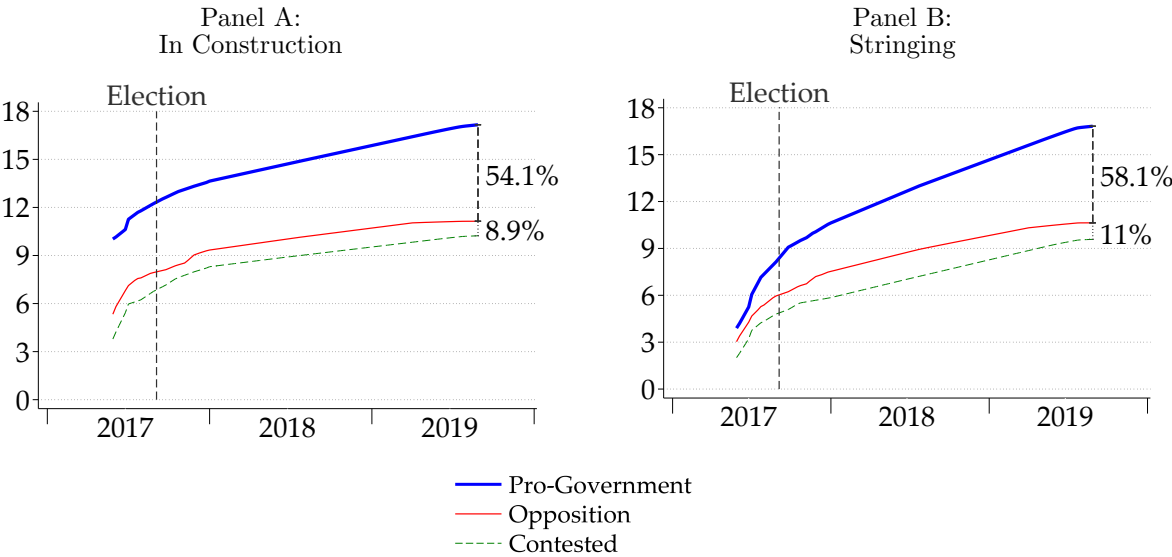 Panel A:
In Construction
Election
18
15
12
9
6
3
0
54.1%
8.9%
2017
2018
2019
Panel B:
Stringing
Election
18
15
12
9
6
3
0
58.1%
11%
2017
2018
2019
Pro-Government
Opposition
Contested